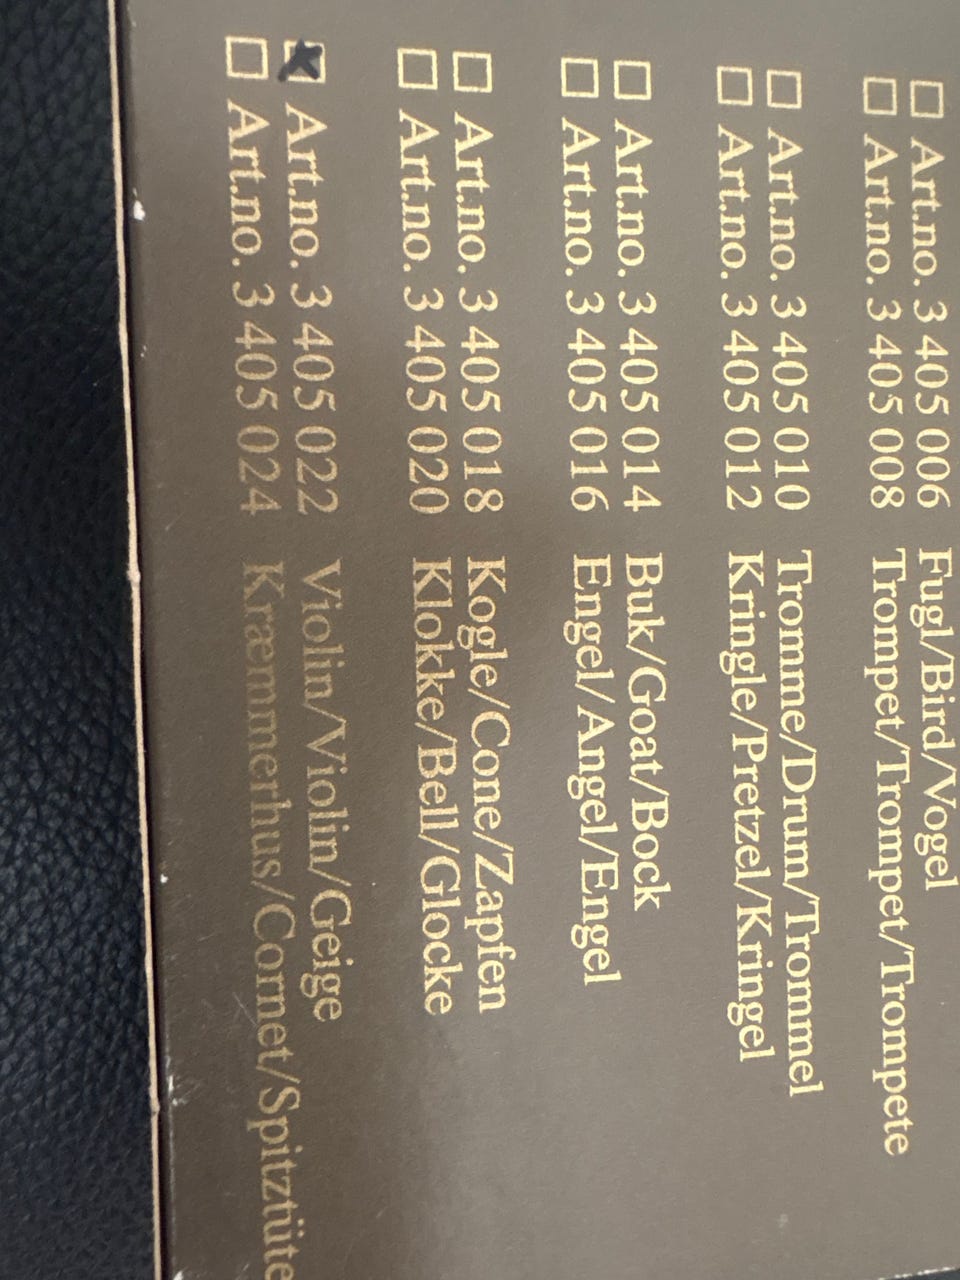 Art.no. 3 405 006 Fugl/Bird/Vogel
Art.no. 3 405 008 Trompet/Trompet/Trompete
Art.no. 3 405 010 Tromme/Drum/Trommel
Art.no. 3 405 012 Kringle/Pretzel/Kringel
Art.no. 3 405 014 Buk/Goat/Bock
Art.no. 3 405 016 Engel/Angel/Engel
Art.no. 3 405 018 Kogle/Cone/Zapfen
Art.no. 3 405 020 Klokke/Bell/Glocke
Art.no. 3 405 022 Violin/Violin/Geige
Art.no. 3 405 024 Kræmmerhus/Cornet/Spitztüte